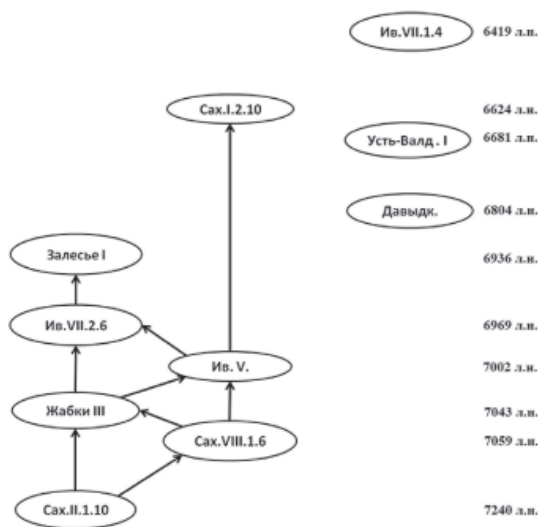 Ив.VII.1.4 6419 л.н.
Сах.I.2.10 6624 л.н.
Усть-Валд. I 6681 л.н.
Давыдк. 6804 л.н.
Залесье I 6936 л.н.
Ив.VII.2.6 6969 л.н.
Ив. V. 7002 л.н.
Жабки III 7043 л.н.
Сах.VIII.1.6 7059 л.н.
Сах.II.1.10 7240 л.н.